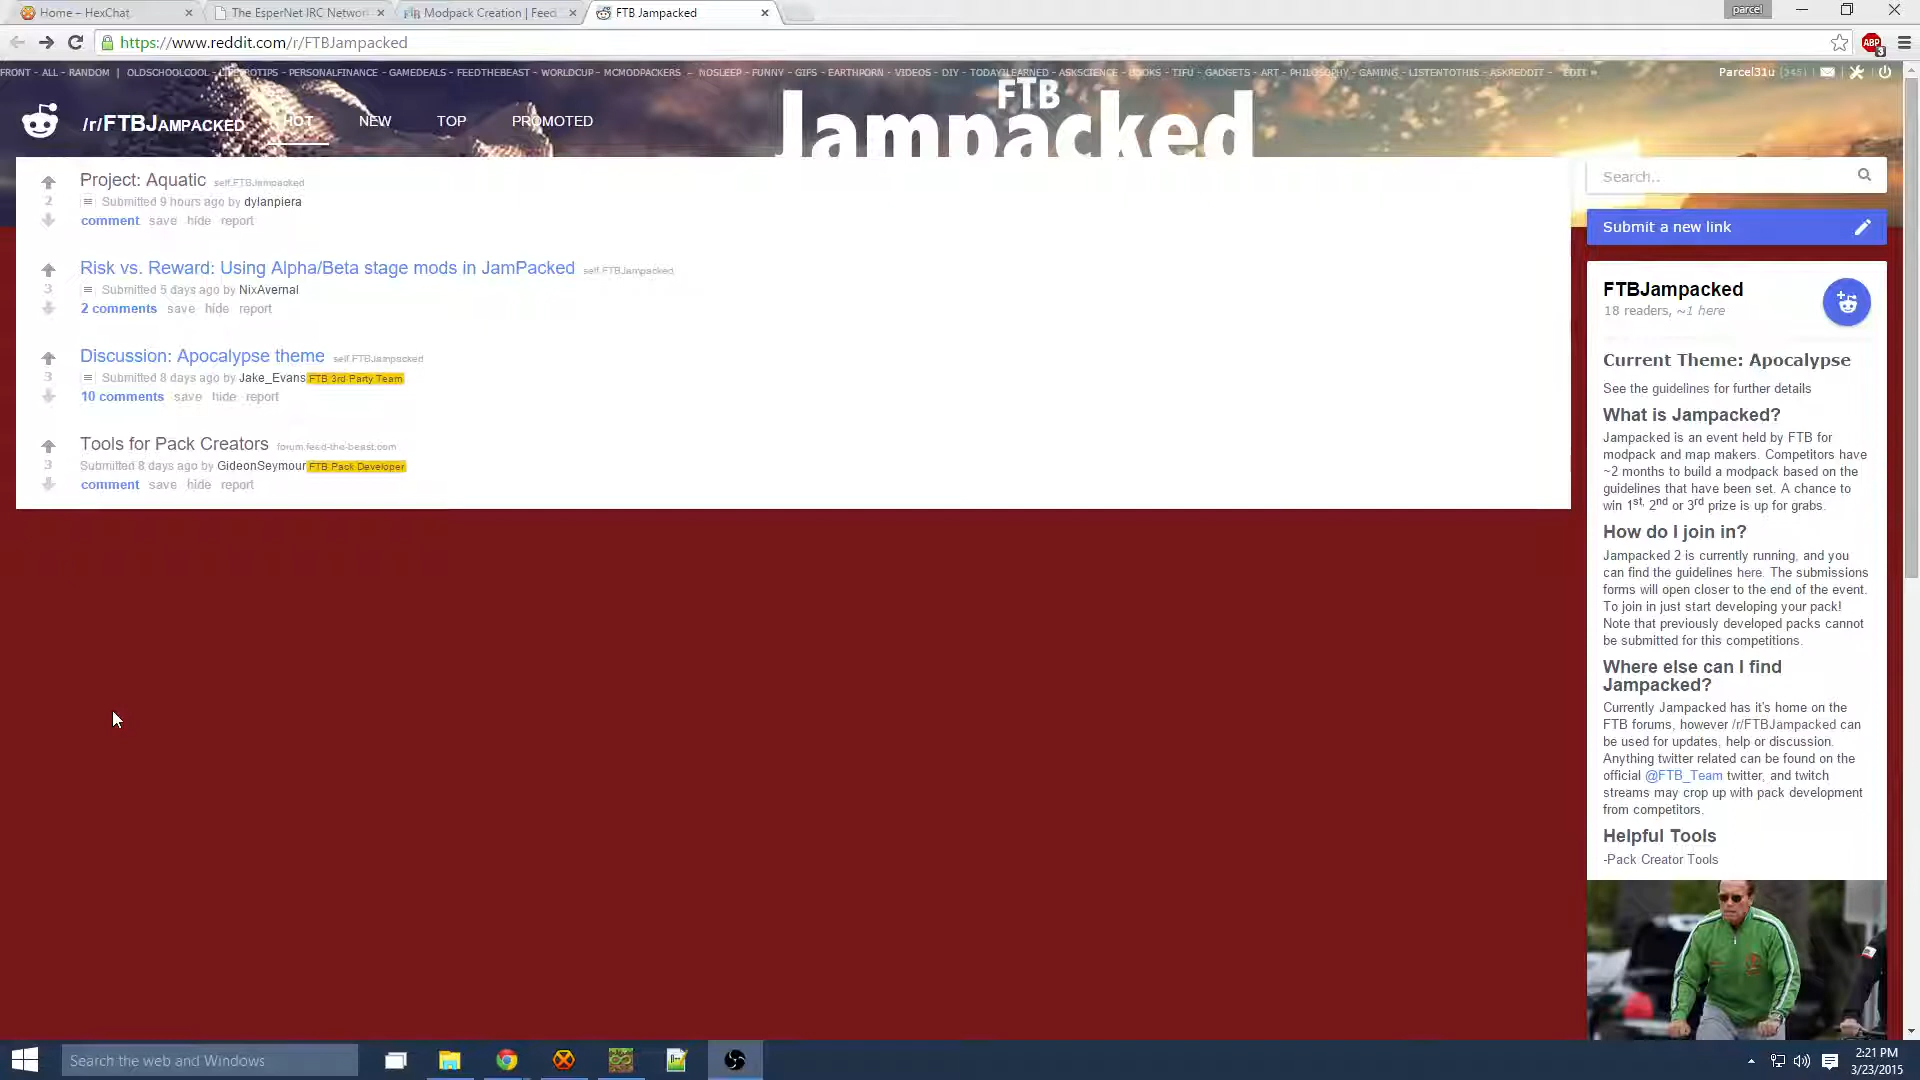 Home – HexChat
The EsperNet IRC Networ
Modpack Creation | Feed
FTB Jampacked
parcel
https://www.reddit.com/r/FTBJampacked
ABP
3
FRONT - ALL - RANDOM | OLDSCHOOLCOOL - LIFEPROTIPS - PERSONALFINANCE - GAMEDEALS - FEEDTHEBEAST - WORLDCUP - MCMODPACKERS - NOSLEEP - FUNNY - GIFS - EARTHPORN - VIDEOS - DIY - TODAYILEARNED - ASKSCIENCE - BOOKS - TIFU - GADGETS - ART - PHILOSOPHY - GAMING - LISTENTOTHIS - ASKREDDIT - EDIT »
Parcel31u (345)
/r/FTBJAMPACKED
HOT
NEW
TOP
PROMOTED
FTB
Jampacked
Project: Aquatic self.FTBJampacked
2
Submitted 9 hours ago by dylanpiera
comment save hide report
Risk vs. Reward: Using Alpha/Beta stage mods in JamPacked self.FTBJampacked
3
Submitted 5 days ago by NixAvernal
2 comments save hide report
Discussion: Apocalypse theme self.FTBJampacked
3
Submitted 8 days ago by Jake_Evans FTB 3rd Party Team
10 comments save hide report
Tools for Pack Creators forum.feed-the-beast.com
3
Submitted 8 days ago by GideonSeymour FTB Pack Developer
comment save hide report
Search..
Submit a new link
FTBJampacked
18 readers, ~1 here
Current Theme: Apocalypse
See the guidelines for further details
What is Jampacked?
Jampacked is an event held by FTB for
modpack and map makers. Competitors have
~2 months to build a modpack based on the
guidelines that have been set. A chance to
win 1st, 2nd or 3rd prize is up for grabs.
How do I join in?
Jampacked 2 is currently running, and you
can find the guidelines here. The submissions
forms will open closer to the end of the event.
To join in just start developing your pack!
Note that previously developed packs cannot
be submitted for this competitions.
Where else can I find
Jampacked?
Currently Jampacked has it's home on the
FTB forums, however /r/FTBJampacked can
be used for updates, help or discussion.
Anything twitter related can be found on the
official @FTB_Team twitter, and twitch
streams may crop up with pack development
from competitors.
Helpful Tools
-Pack Creator Tools
Search the web and Windows
2:21 PM
3/23/2015